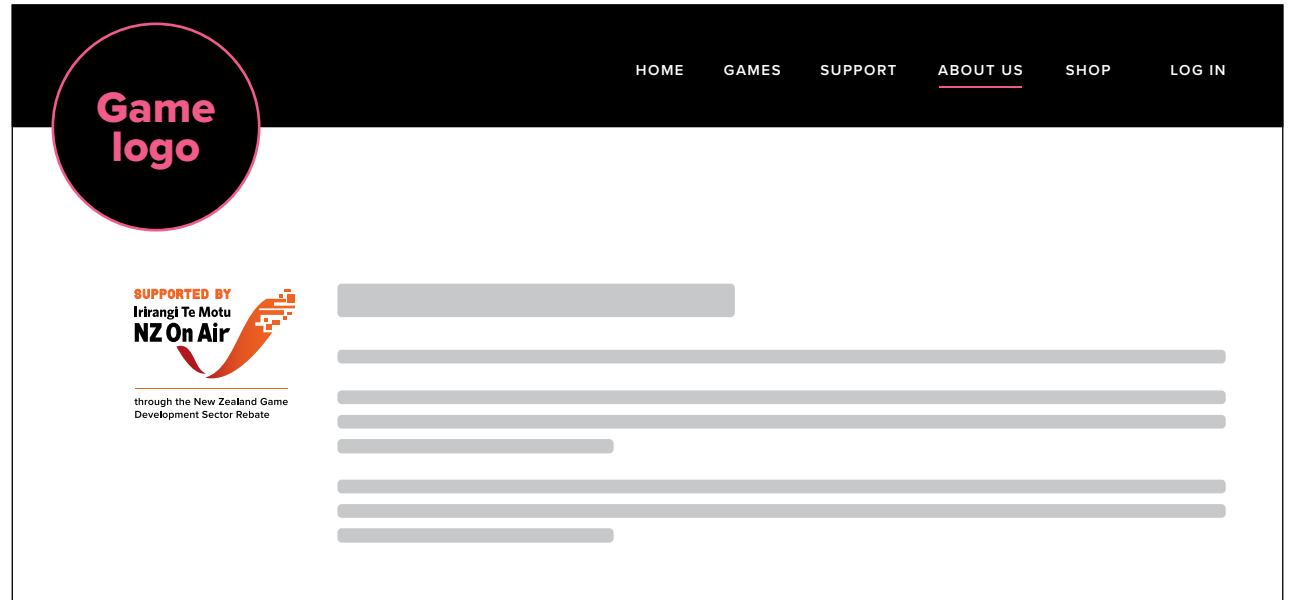 HOME GAMES SUPPORT ABOUT US SHOP LOG IN
Game
logo
SUPPORTED BY
Irirangi Te Motu
NZ On Air
through the New Zealand Game
Development Sector Rebate